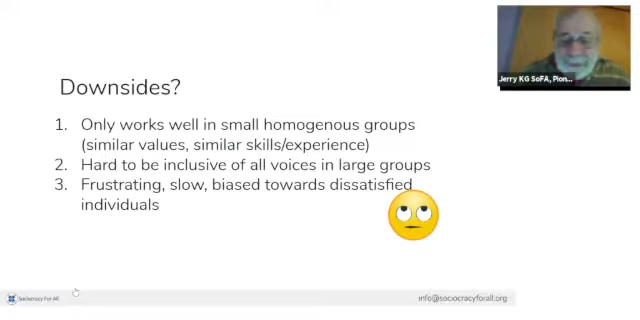 Jerry KG SoFA, Pion...
Downsides?
1. Only works well in small homogenous groups
(similar values, similar skills/experience)
2. Hard to be inclusive of all voices in large groups
3. Frustrating, slow, biased towards dissatisfied
individuals
Sociocracy For All
info@sociocracyforall.org